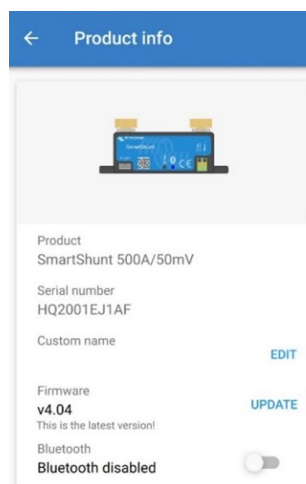 Product info
SmartShunt
Product
SmartShunt 500A/50mV
Serial number
HQ2001EJ1AF
Custom name
EDIT
Firmware
v4.04
UPDATE
This is the latest version!
Bluetooth
Bluetooth disabled